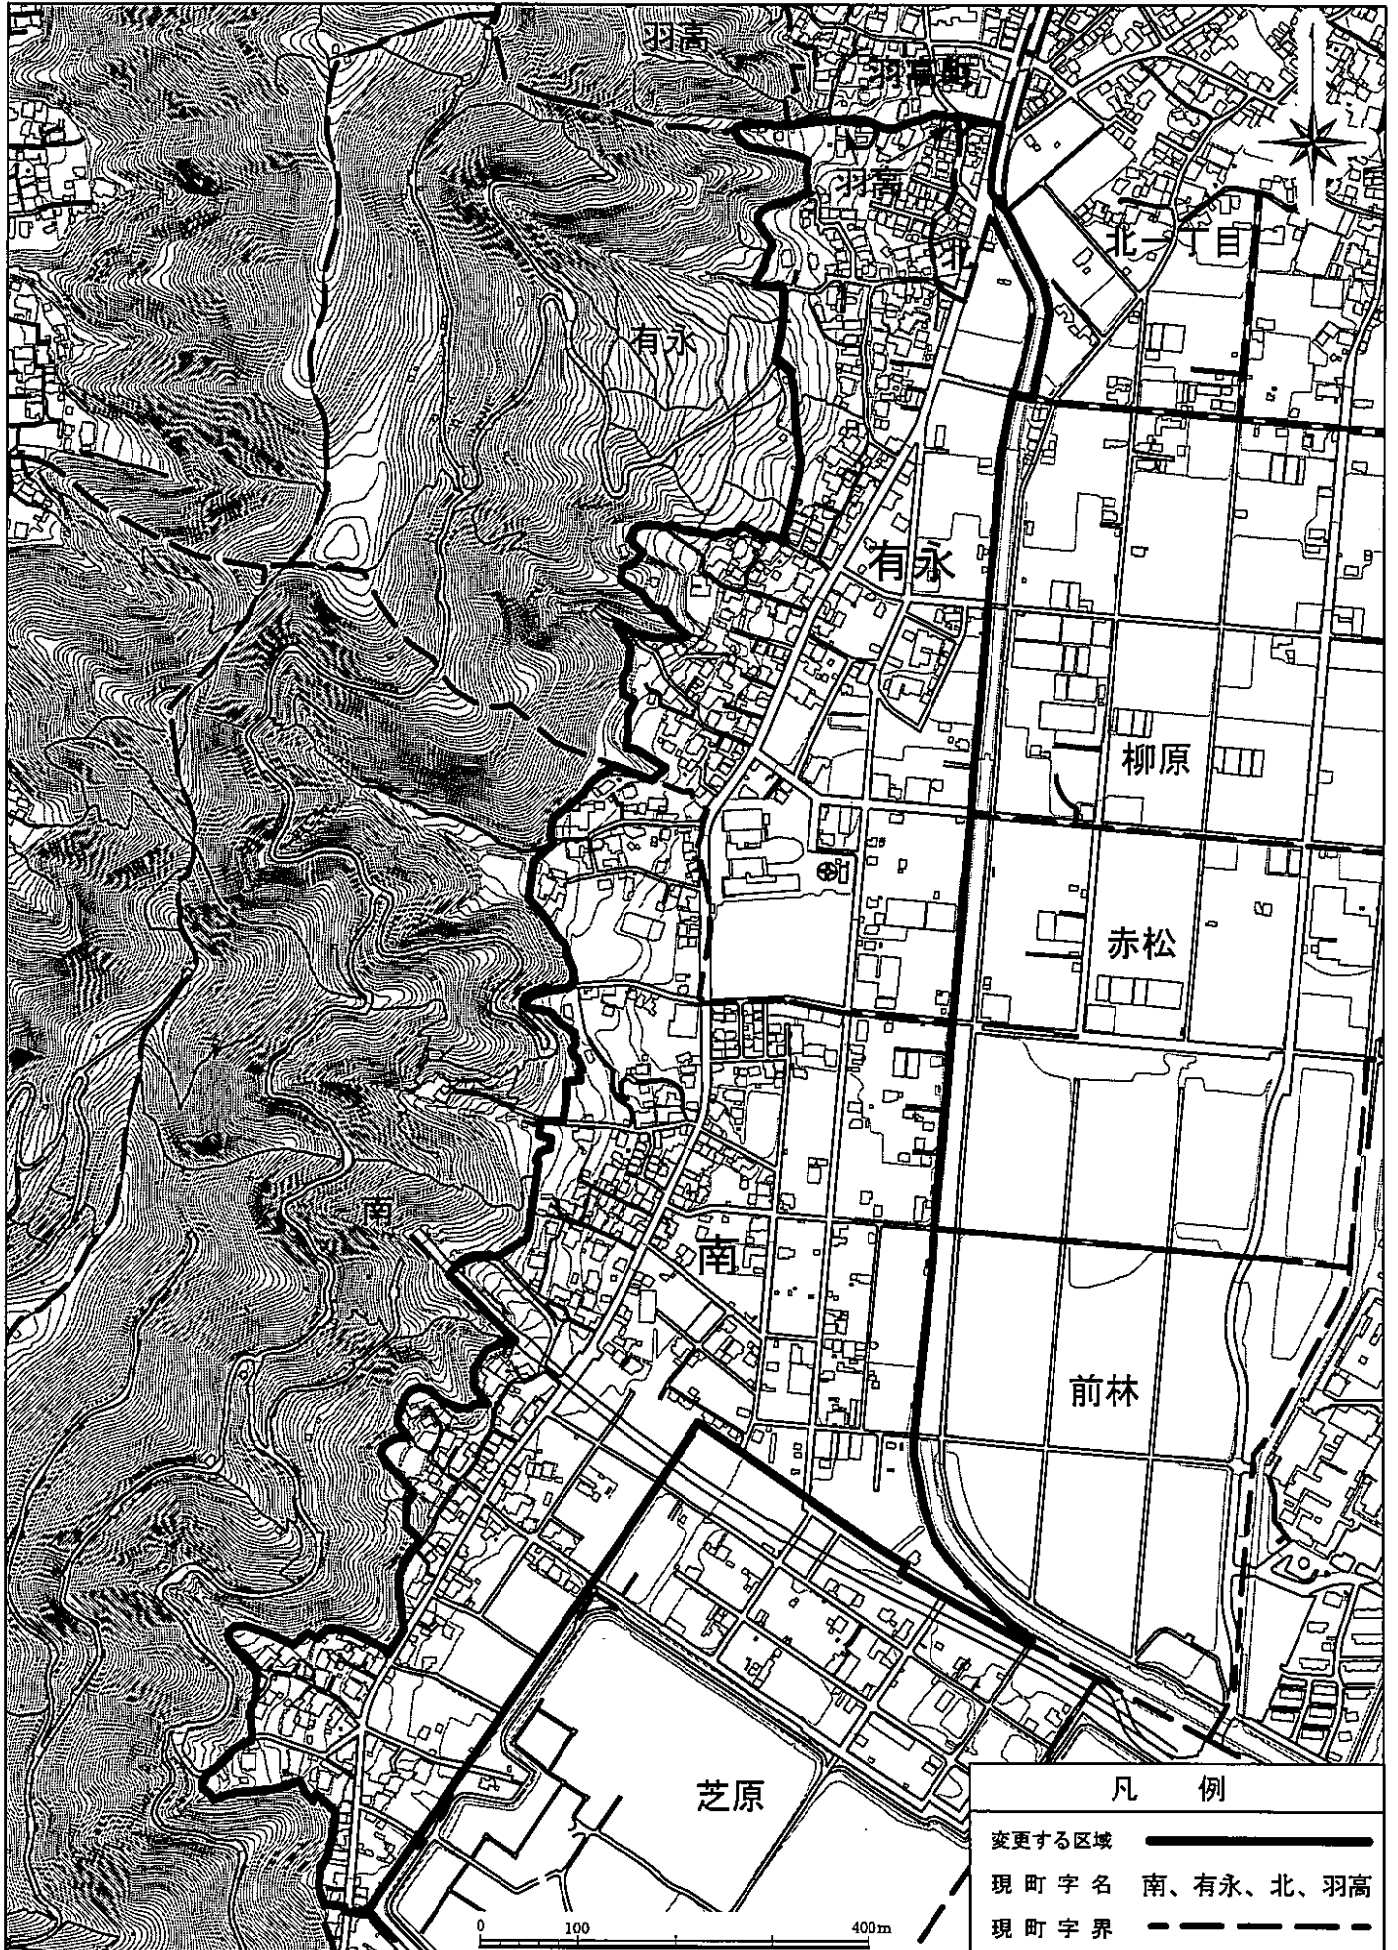 羽高
羽高町
羽高
北
北一丁目
有永
有永
柳原
赤松
南
南
前林
芝原
0 100 400m
凡 例
変更する区域
現町字名 南、有永、北、羽高
現町字界